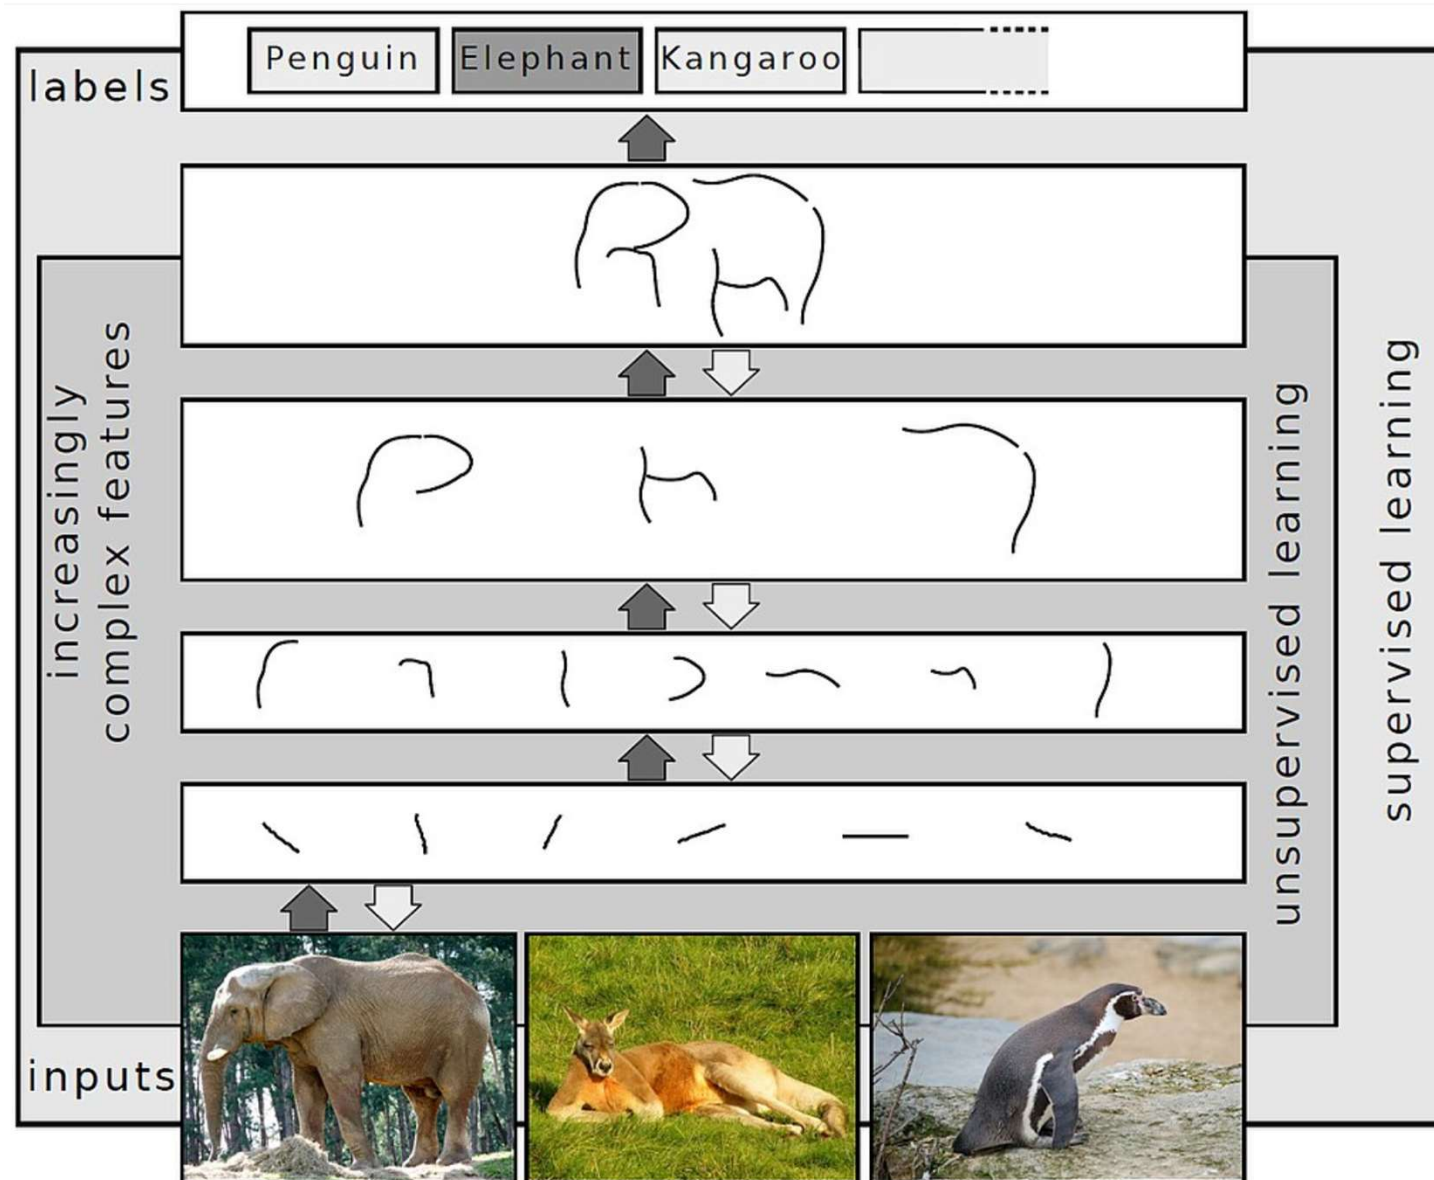 Penguin
Elephant
Kangaroo
labels
increasingly
complex features
unsupervised learning
supervised learning
inputs